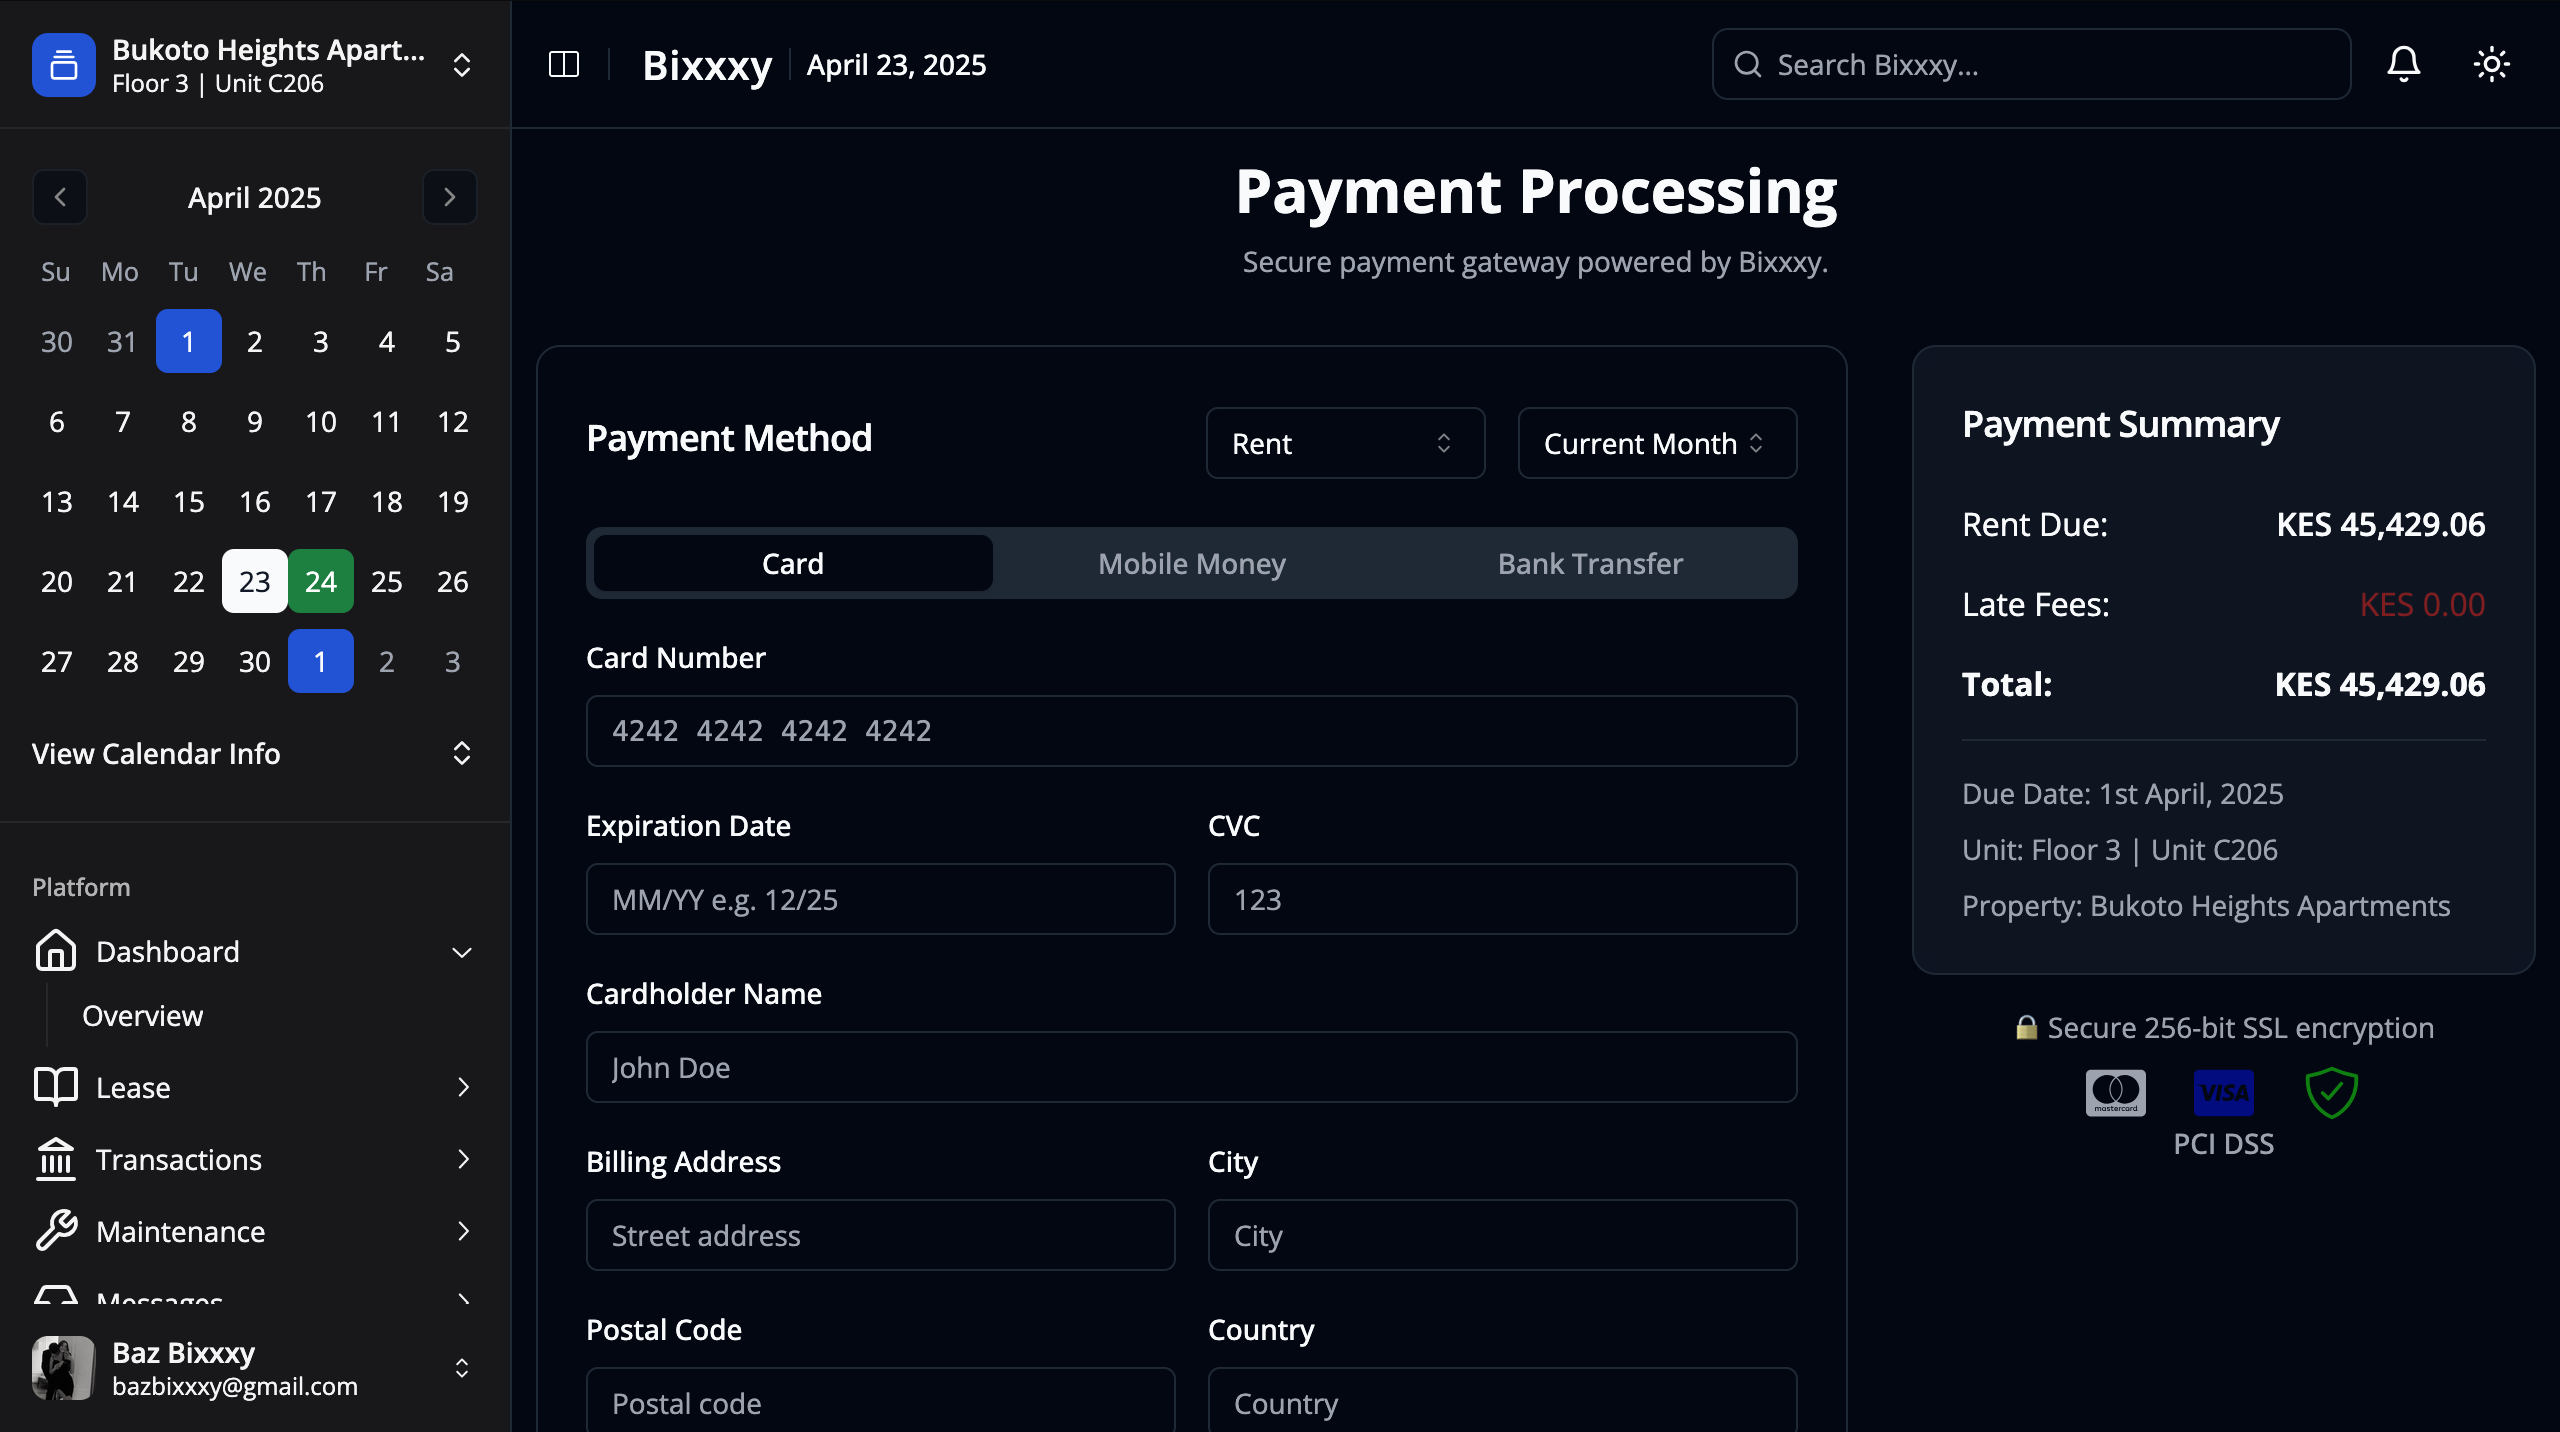 Bukoto Heights Apart...
Floor 3 | Unit C206
April 2025
Su Mo Tu We Th Fr Sa
30 31 1 2 3 4 5
6 7 8 9 10 11 12
13 14 15 16 17 18 19
20 21 22 23 24 25 26
27 28 29 30 1 2 3
View Calendar Info
Platform
Dashboard
Overview
Lease
Transactions
Maintenance
Messages
Baz Bixxxy
bazbixxxy@gmail.com
Bixxxy
April 23, 2025
Search Bixxxy...
Payment Processing
Secure payment gateway powered by Bixxxy.
Payment Method
Rent
Current Month
Card
Mobile Money
Bank Transfer
Card Number
4242 4242 4242 4242
Expiration Date
CVC
MM/YY e.g. 12/25
123
Cardholder Name
John Doe
Billing Address
City
Street address
City
Postal Code
Country
Postal code
Country
Payment Summary
Rent Due: KES 45,429.06
Late Fees: KES 0.00
Total: KES 45,429.06
Due Date: 1st April, 2025
Unit: Floor 3 | Unit C206
Property: Bukoto Heights Apartments
Secure 256-bit SSL encryption
mastercard
VISA
PCI DSS